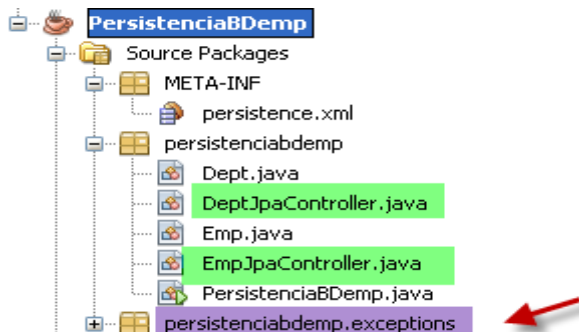 PersistenciaBDemp
Source Packages
META-INF
persistence.xml
persistenciabdemp
Dept.java
DeptJpaController.java
Emp.java
EmpJpaController.java
PersistenciaBDemp.java
persistenciabdemp.exceptions